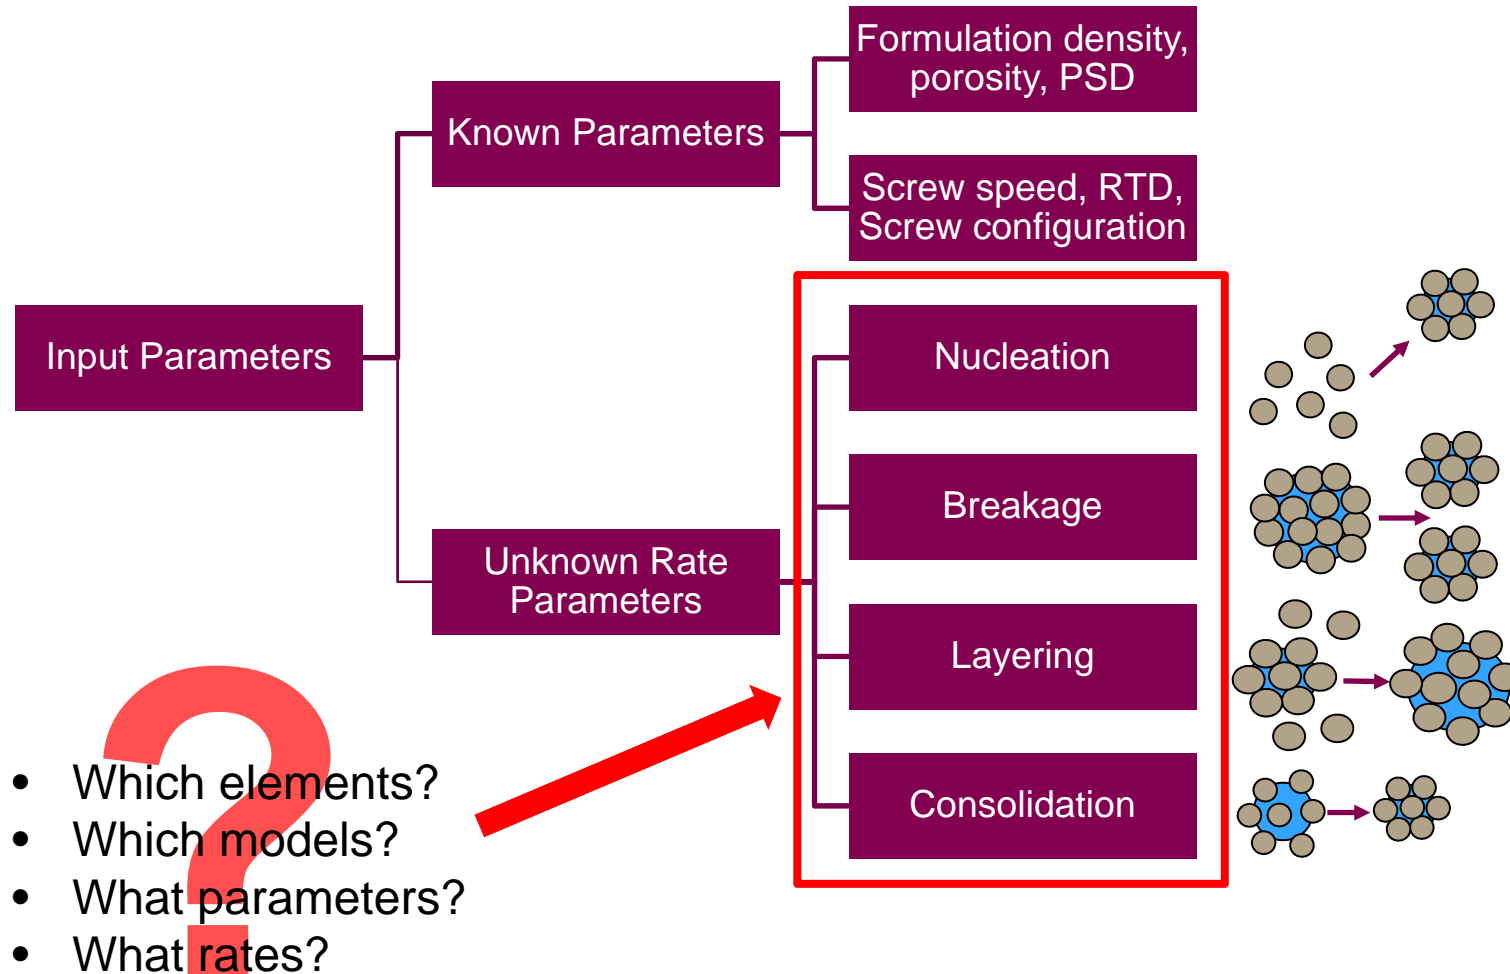 Formulation density,
porosity, PSD
Known Parameters
Screw speed, RTD,
Screw configuration
Input Parameters
Nucleation
Breakage
Unknown Rate
Parameters
Layering
Consolidation
?
• Which elements?
• Which models?
• What parameters?
• What rates?